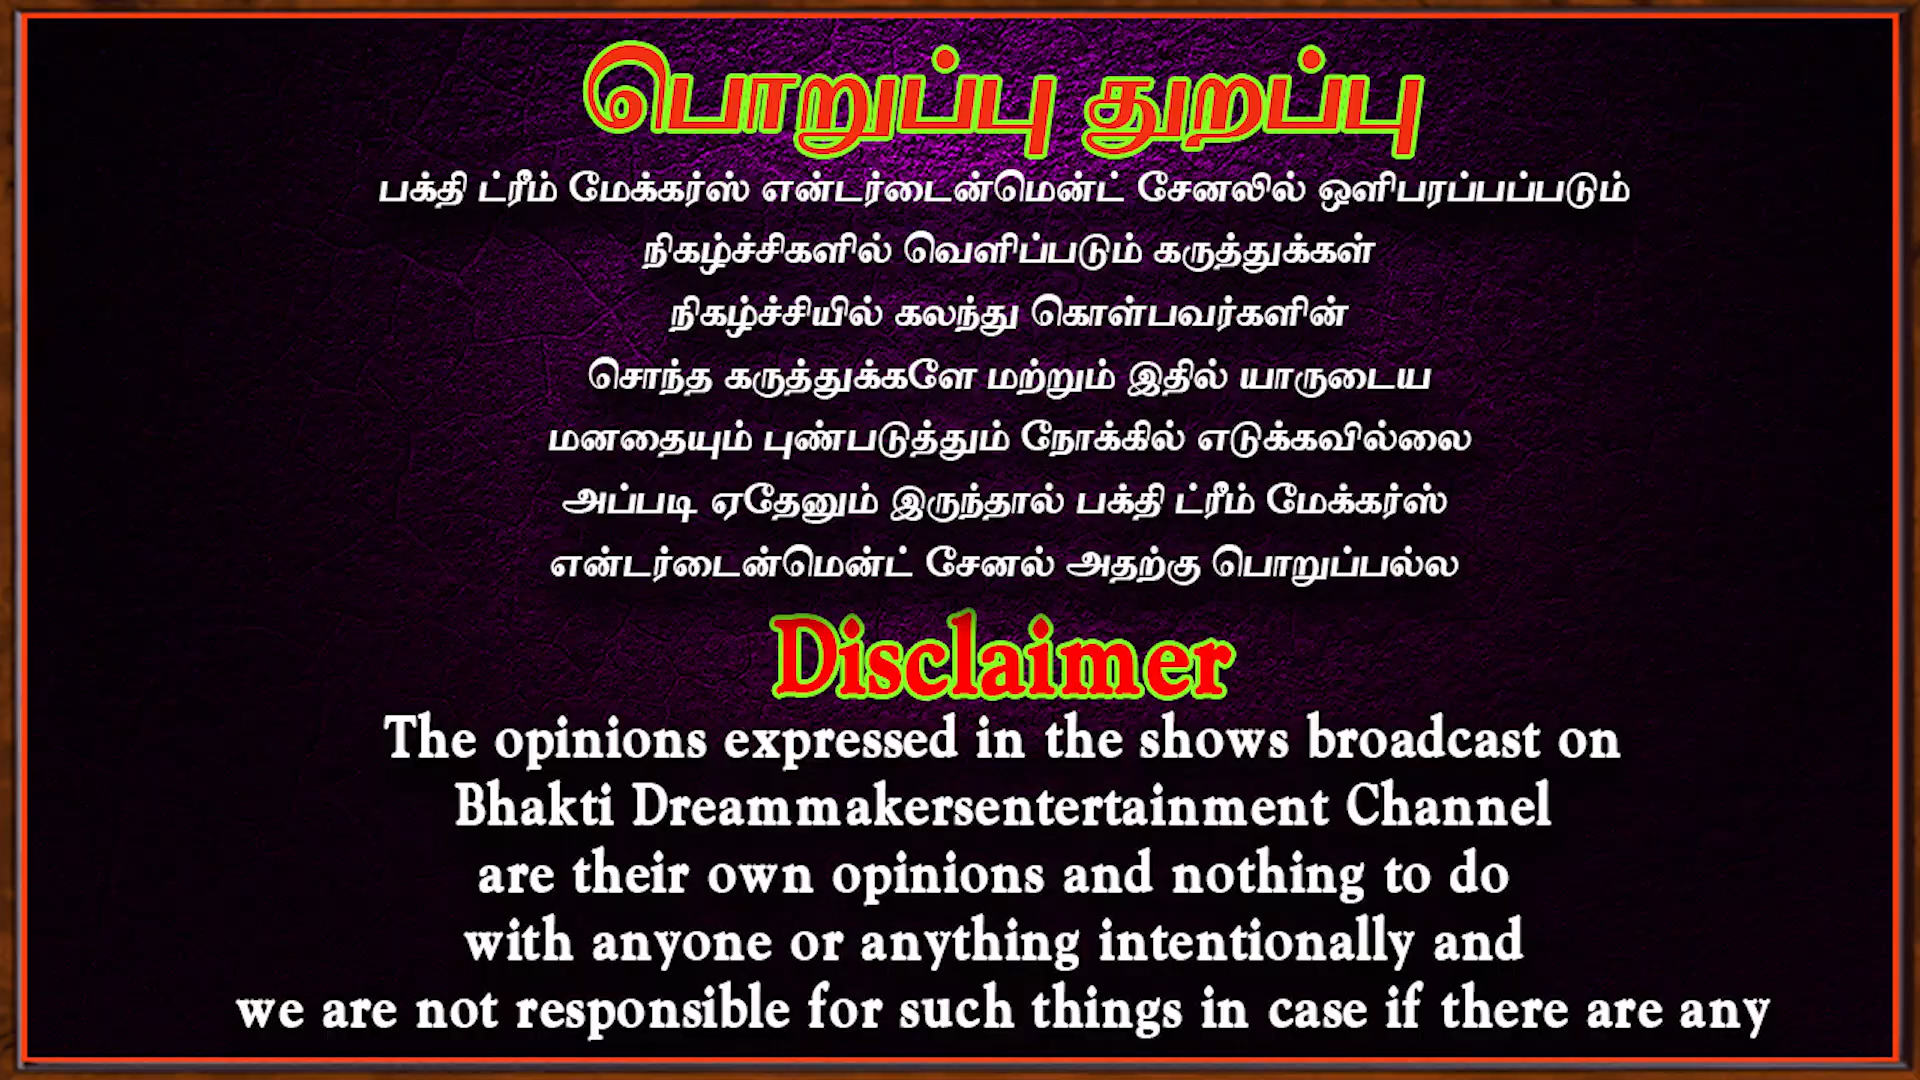 பொறுப்பு துறப்பு
பக்தி ட்ரீம் மேக்கர்ஸ் என்டர்டைன்மென்ட் சேனலில் ஒளிபரப்பப்படும்
நிகழ்ச்சிகளில் வெளிப்படும் கருத்துக்கள்
நிகழ்ச்சியில் கலந்து கொள்பவர்களின்
சொந்த கருத்துக்களே மற்றும் இதில் யாருடைய
மனதையும் புண்படுத்தும் நோக்கில் எடுக்கவில்லை
அப்படி ஏதேனும் இருந்தால் பக்தி ட்ரீம் மேக்கர்ஸ்
என்டர்டைன்மென்ட் சேனல் அதற்கு பொறுப்பல்ல
Disclaimer
The opinions expressed in the shows broadcast on
Bhakti Dreammakersentertainment Channel
are their own opinions and nothing to do
with anyone or anything intentionally and
we are not responsible for such things in case if there are any